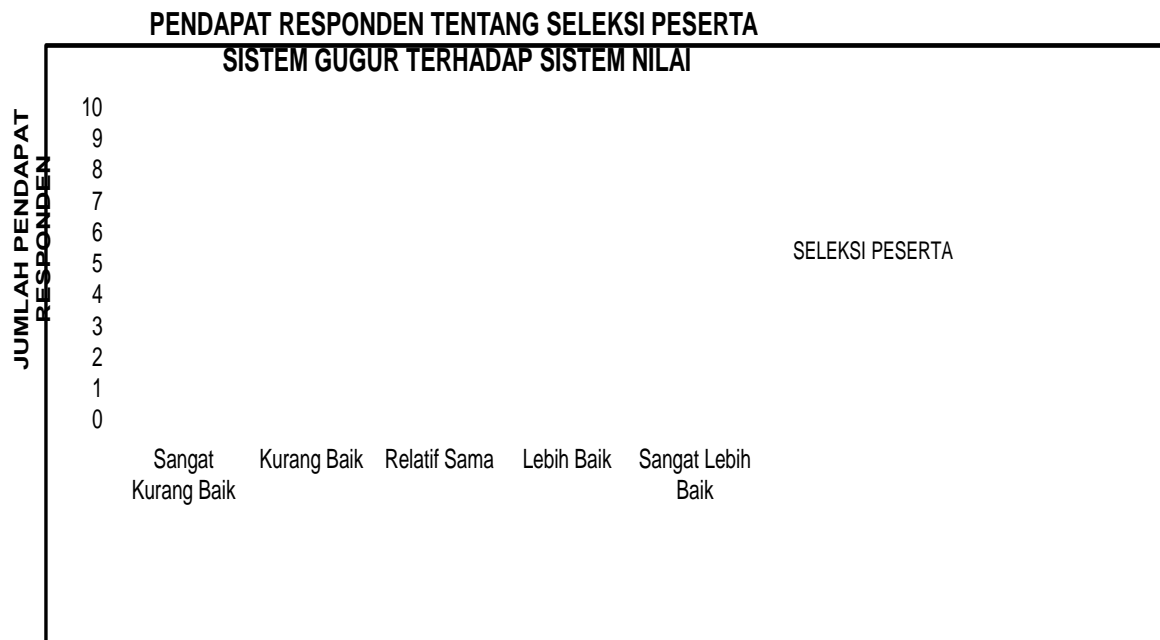 PENDAPAT RESPONDEN TENTANG SELEKSI PESERTA
SISTEM GUGUR TERHADAP SISTEM NILAI
JUMLAH PENDAPAT
RESPONDEN
10
9
8
7
6
5
4
3
2
1
0
SELEKSI PESERTA
Sangat
Kurang Baik
Kurang Baik
Relatif Sama
Lebih Baik
Sangat Lebih
Baik